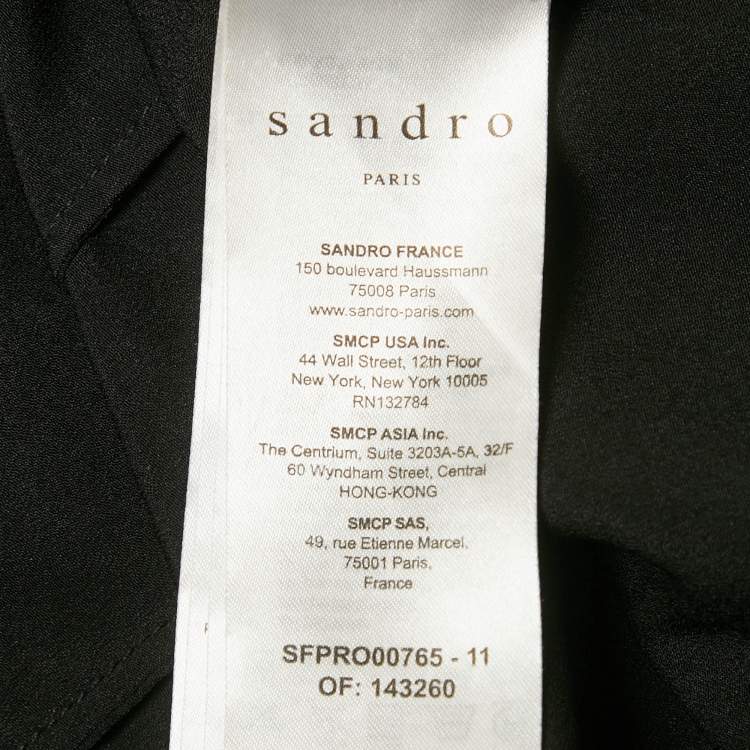 sandro
PARIS
SANDRO FRANCE
150 boulevard Haussmann
75008 Paris
www.sandro-paris.com
SMCP USA Inc.
44 Wall Street, 12th Floor
New York, New York 10005
RN132784
SMCP ASIA Inc.
The Centrium, Suite 3203A-5A, 32/F
60 Wyndham Street, Central
HONG-KONG
SMCP SAS,
49, rue Etienne Marcel,
75001 Paris,
France
SFPRO00765 - 11
OF: 143260